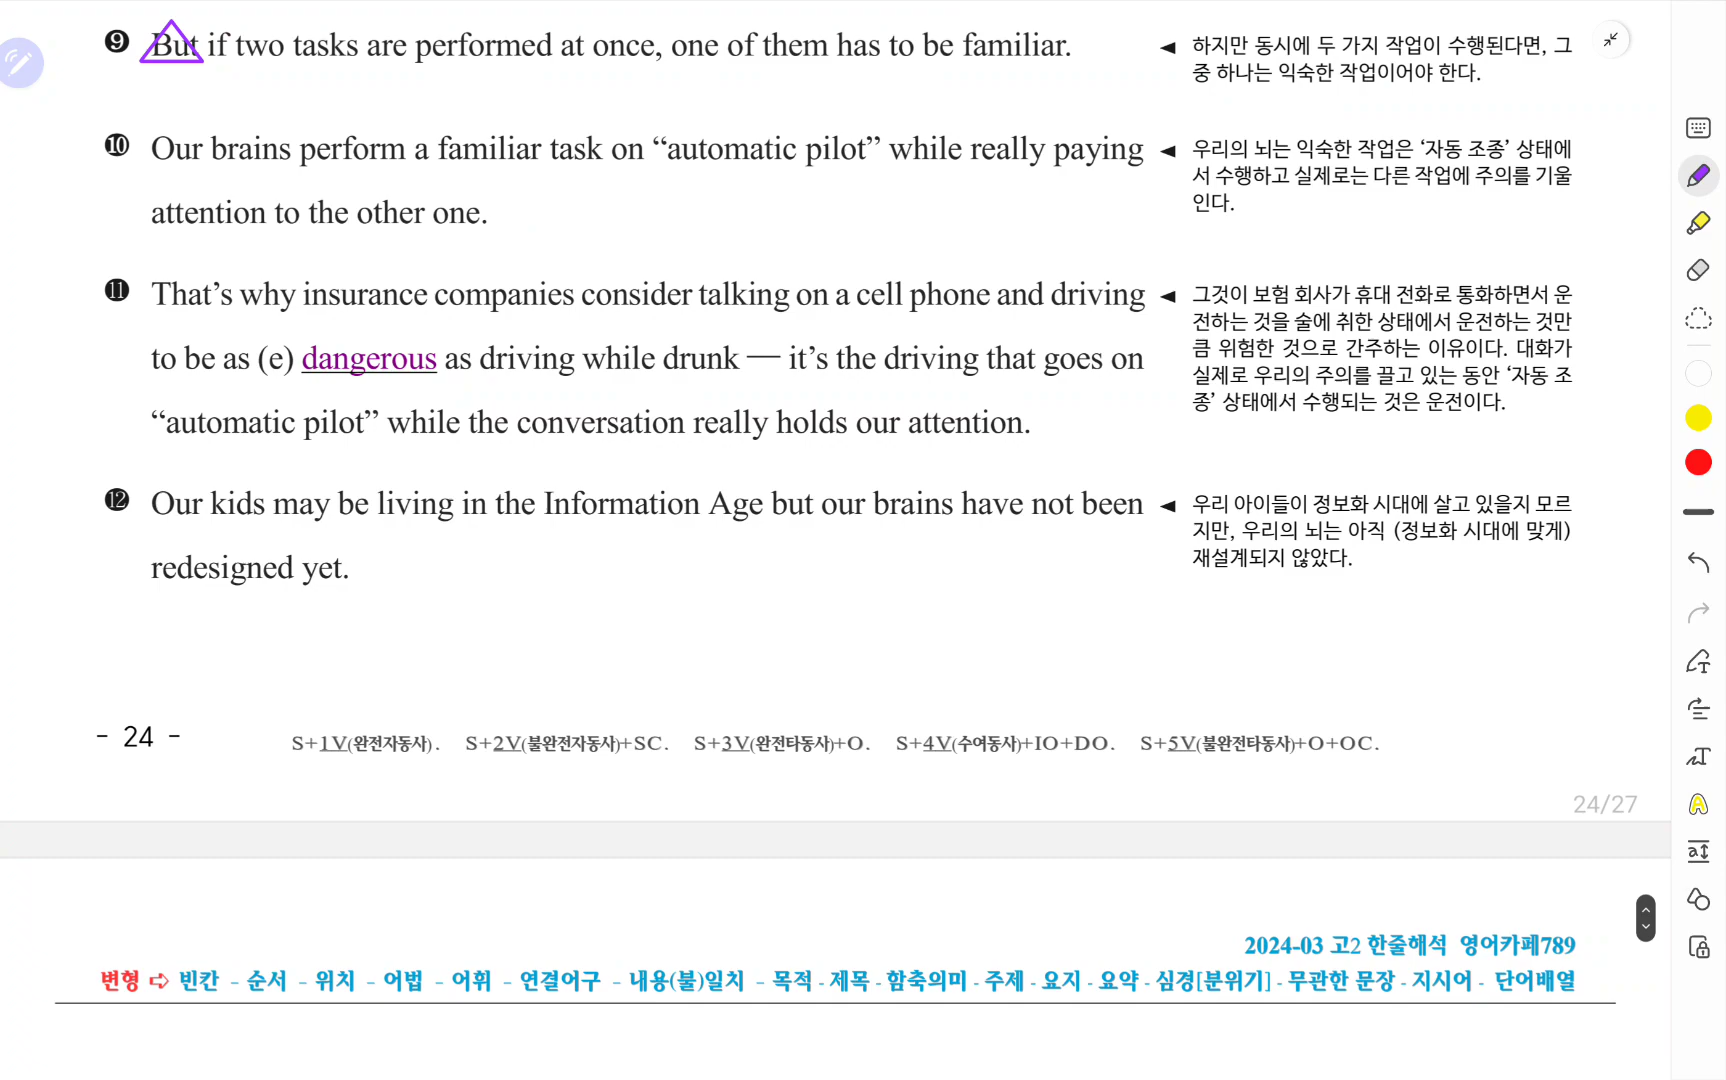 ❾ But if two tasks are performed at once, one of them has to be familiar.
◄ 하지만 동시에 두 가지 작업이 수행된다면, 그
중 하나는 익숙한 작업이어야 한다.
❿ Our brains perform a familiar task on “automatic pilot” while really paying
attention to the other one.
◄ 우리의 뇌는 익숙한 작업은 ‘자동 조종’ 상태에
서 수행하고 실제로는 다른 작업에 주의를 기울
인다.
⓫ That’s why insurance companies consider talking on a cell phone and driving
to be as (e) dangerous as driving while drunk — it’s the driving that goes on
“automatic pilot” while the conversation really holds our attention.
◄ 그것이 보험 회사가 휴대 전화로 통화하면서 운
전하는 것을 술에 취한 상태에서 운전하는 것만
큼 위험한 것으로 간주하는 이유이다. 대화가
실제로 우리의 주의를 끌고 있는 동안 ‘자동 조
종’ 상태에서 수행되는 것은 운전이다.
⓬ Our kids may be living in the Information Age but our brains have not been
redesigned yet.
◄ 우리 아이들이 정보화 시대에 살고 있을지 모르
지만, 우리의 뇌는 아직 (정보화 시대에 맞게)
재설계되지 않았다.
- 24 -
S+1V(완전자동사). S+2V(불완전자동사)+SC. S+3V(완전타동사)+O. S+4V(수여동사)+IO+DO. S+5V(불완전타동사)+O+OC.
24/27
2024-03 고2 한줄해석 영어카페789
변형 ➪ 빈칸 - 순서 - 위치 - 어법 - 어휘 - 연결어구 - 내용(불)일치 - 목적 - 제목 - 함축의미 - 주제 - 요지 - 요약 - 심경[분위기] - 무관한 문장 - 지시어 - 단어배열